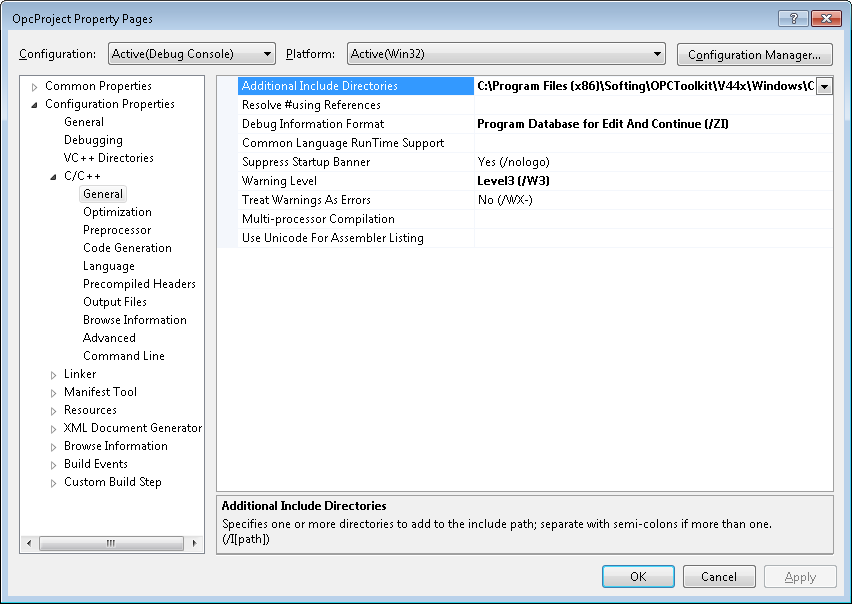 OpcProject Property Pages
Configuration: Active(Debug Console) Platform: Active(Win32) Configuration Manager...
Common Properties
Configuration Properties
General
Debugging
VC++ Directories
C/C++
General
Optimization
Preprocessor
Code Generation
Language
Precompiled Headers
Output Files
Browse Information
Advanced
Command Line
Linker
Manifest Tool
Resources
XML Document Generator
Browse Information
Build Events
Custom Build Step
Additional Include Directories C:\Program Files (x86)\Softing\OPCToolkit\V44x\Windows\C
Resolve #using References
Debug Information Format Program Database for Edit And Continue (/ZI)
Common Language RunTime Support
Suppress Startup Banner Yes (/nologo)
Warning Level Level3 (/W3)
Treat Warnings As Errors No (/WX-)
Multi-processor Compilation
Use Unicode For Assembler Listing
Additional Include Directories
Specifies one or more directories to add to the include path; separate with semi-colons if more than one.
(/I[path])
OK Cancel Apply